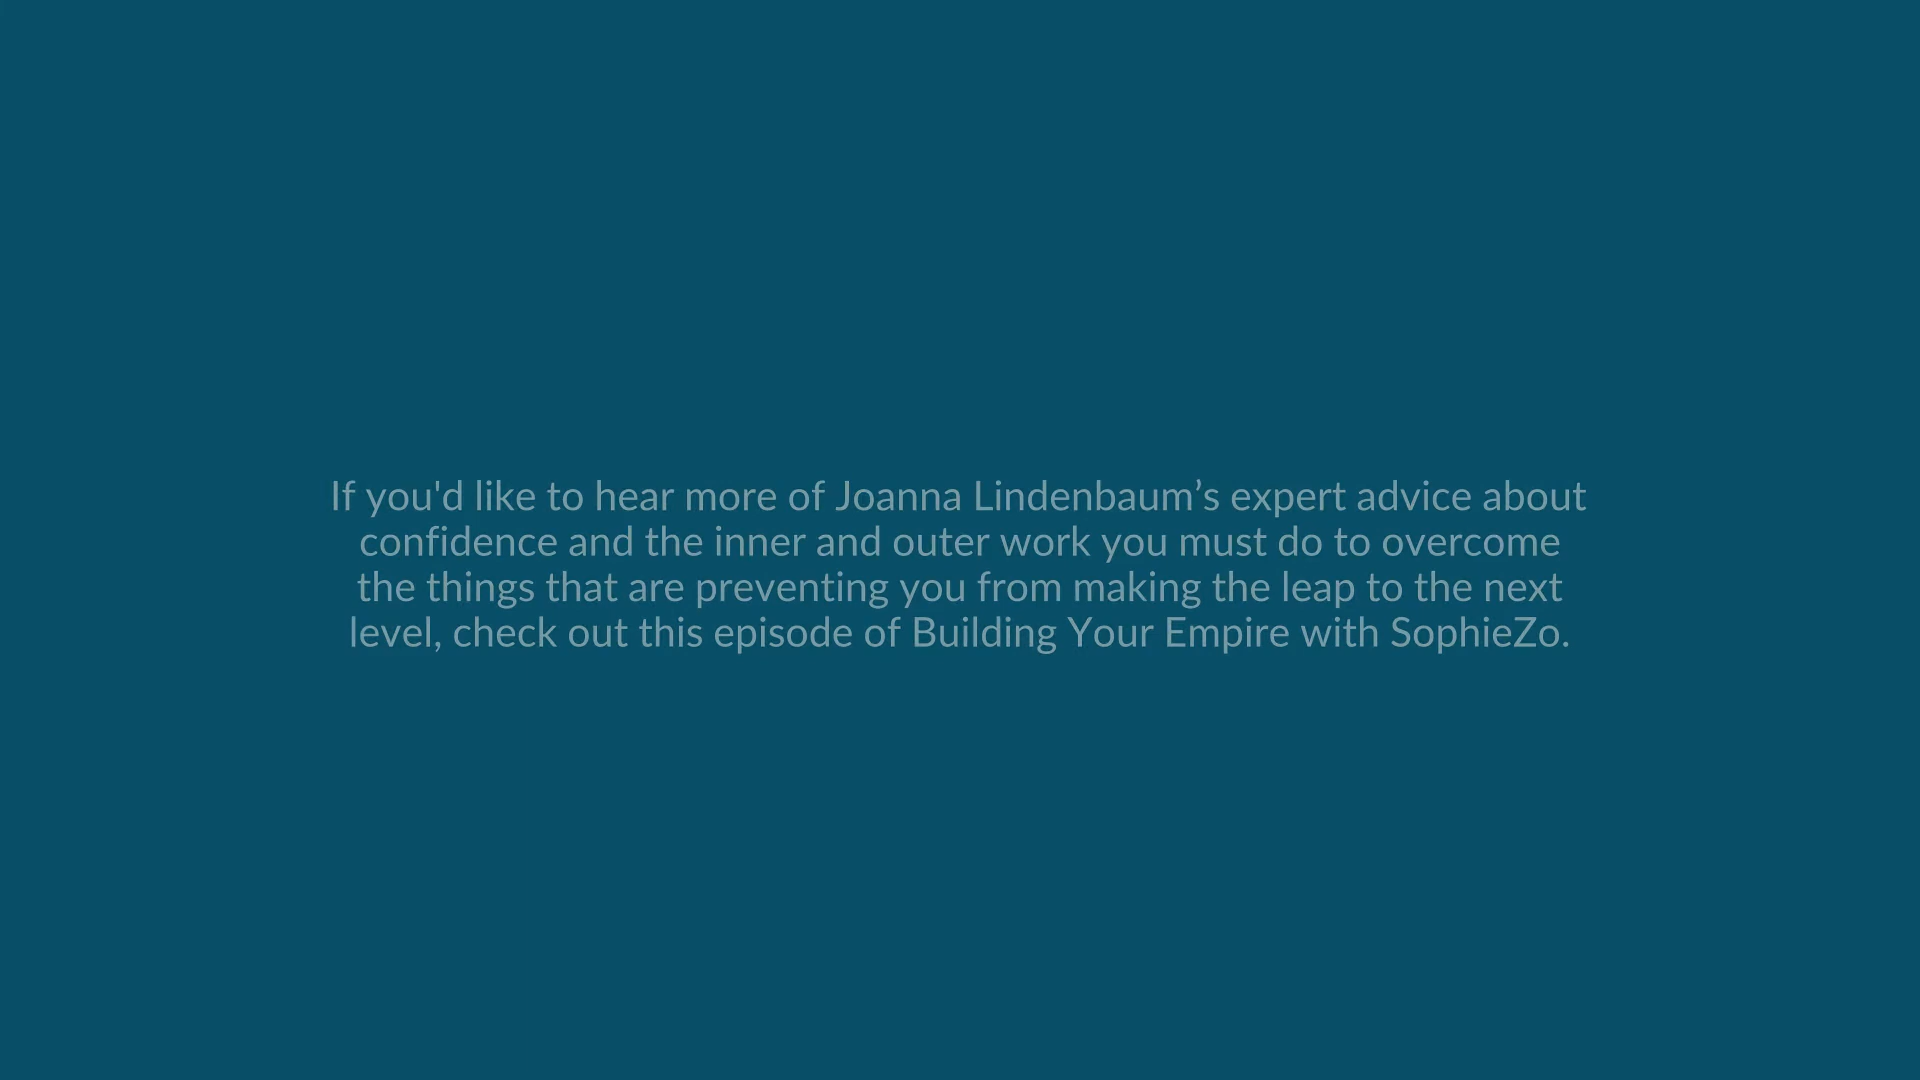 If you'd like to hear more of Joanna Lindenbaum’s expert advice about
confidence and the inner and outer work you must do to overcome
the things that are preventing you from making the leap to the next
level, check out this episode of Building Your Empire with SophieZo.